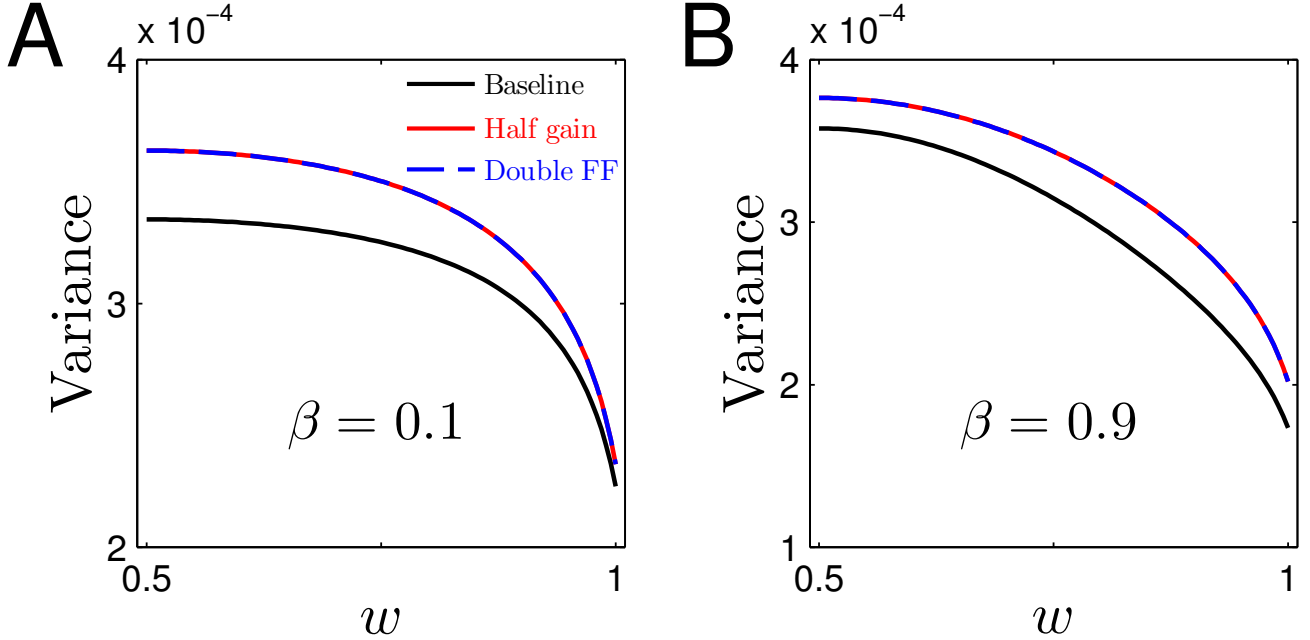 A
x 10⁻⁴
4
3
2
Variance
Baseline
Half gain
Double FF
β = 0.1
0.5
1
w
B
x 10⁻⁴
4
3
2
1
Variance
β = 0.9
0.5
1
w